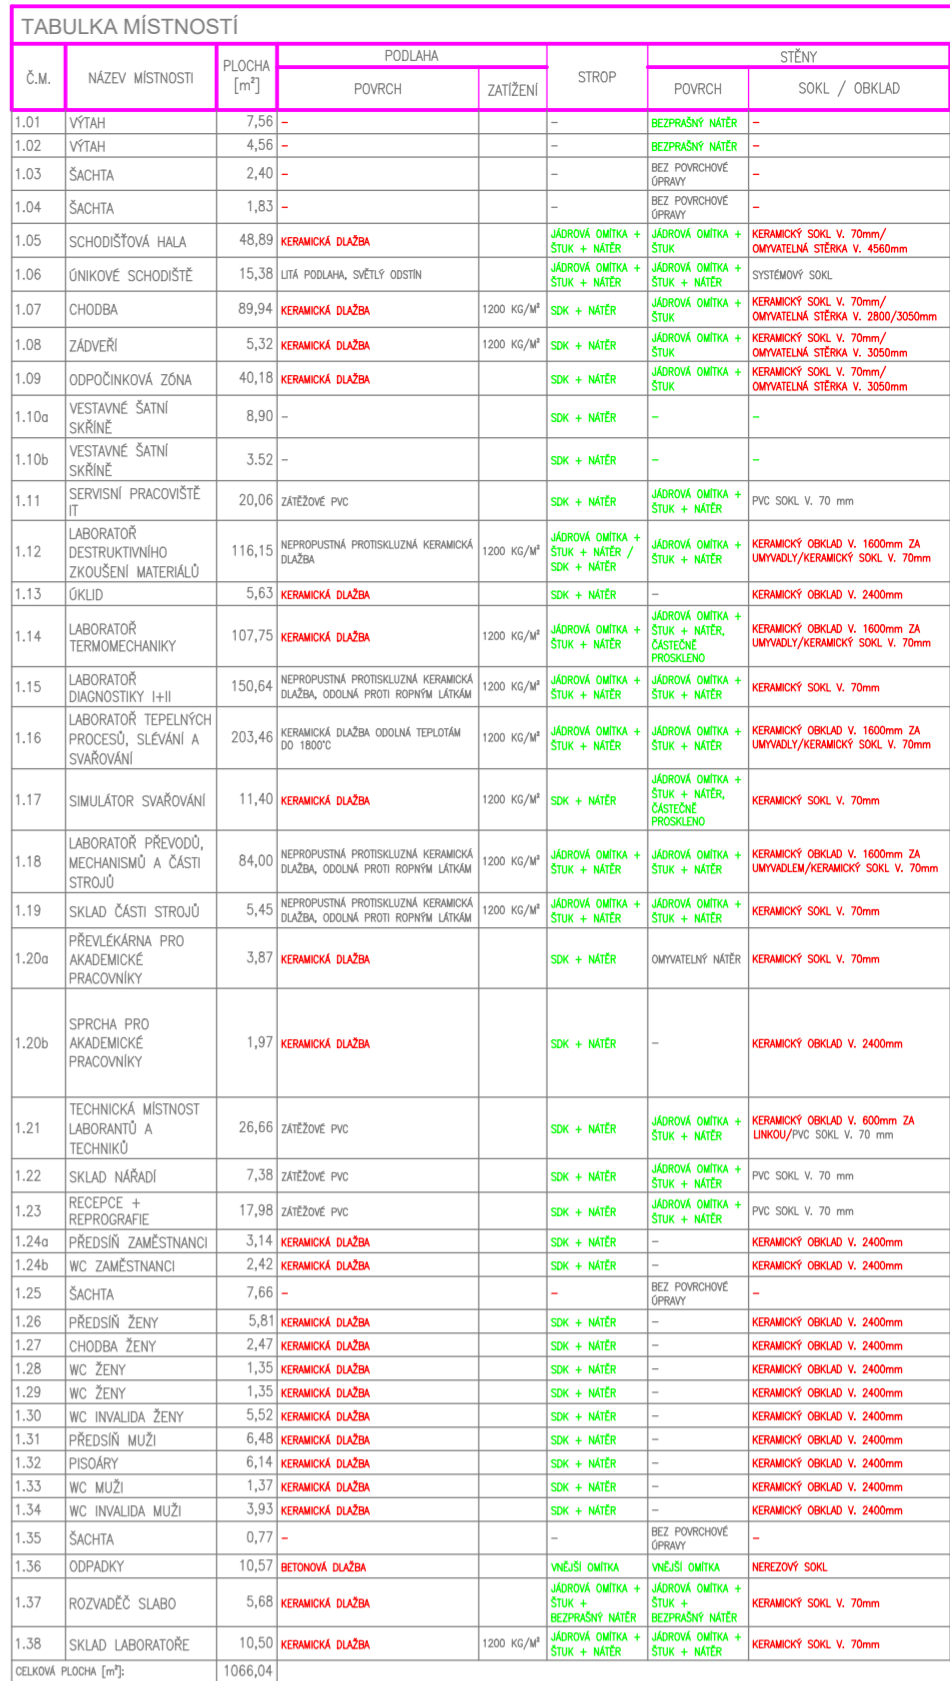 TABULKA MÍSTNOSTÍ
Č.M. NÁZEV MÍSTNOSTI PLOCHA [m²] PODLAHA STROP STĚNY
POVRCH ZATÍŽENÍ POVRCH SOKL / OBKLAD
1.01 VÝTAH 7,56 – – BEZPRAŠNÝ NÁTĚR –
1.02 VÝTAH 4,56 – – BEZPRAŠNÝ NÁTĚR –
1.03 ŠACHTA 2,40 – – BEZ POVRCHOVÉ ÚPRAVY –
1.04 ŠACHTA 1,83 – – BEZ POVRCHOVÉ ÚPRAVY –
1.05 SCHODIŠŤOVÁ HALA 48,89 KERAMICKÁ DLAŽBA JÁDROVÁ OMÍTKA + ŠTUK + NÁTĚR JÁDROVÁ OMÍTKA + ŠTUK KERAMICKÝ SOKL V. 70mm/ OMYVATELNÁ STĚRKA V. 4560mm
1.06 ÚNIKOVÉ SCHODIŠTĚ 15,38 LITÁ PODLAHA, SVĚTLÝ ODSTÍN JÁDROVÁ OMÍTKA + ŠTUK + NÁTĚR JÁDROVÁ OMÍTKA + ŠTUK + NÁTĚR SYSTÉMOVÝ SOKL
1.07 CHODBA 89,94 KERAMICKÁ DLAŽBA 1200 KG/M² SDK + NÁTĚR JÁDROVÁ OMÍTKA + ŠTUK KERAMICKÝ SOKL V. 70mm/ OMYVATELNÁ STĚRKA V. 2800/3050mm
1.08 ZÁDVEŘÍ 5,32 KERAMICKÁ DLAŽBA 1200 KG/M² SDK + NÁTĚR JÁDROVÁ OMÍTKA + ŠTUK KERAMICKÝ SOKL V. 70mm/ OMYVATELNÁ STĚRKA V. 3050mm
1.09 ODPOČINKOVÁ ZÓNA 40,18 KERAMICKÁ DLAŽBA SDK + NÁTĚR JÁDROVÁ OMÍTKA + ŠTUK KERAMICKÝ SOKL V. 70mm/ OMYVATELNÁ STĚRKA V. 3050mm
1.10a VESTAVNÉ ŠATNÍ SKŘÍNĚ 8,90 – SDK + NÁTĚR – –
1.10b VESTAVNÉ ŠATNÍ SKŘÍNĚ 3.52 – SDK + NÁTĚR – –
1.11 SERVISNÍ PRACOVIŠTĚ IT 20,06 ZÁTĚŽOVÉ PVC SDK + NÁTĚR JÁDROVÁ OMÍTKA + ŠTUK + NÁTĚR PVC SOKL V. 70 mm
1.12 LABORATOŘ DESTRUKTIVNÍHO ZKOUŠENÍ MATERIÁLŮ 116,15 NEPROPUSTNÁ PROTISKLUZNÁ KERAMICKÁ DLAŽBA 1200 KG/M² JÁDROVÁ OMÍTKA + ŠTUK + NÁTĚR / SDK + NÁTĚR JÁDROVÁ OMÍTKA + ŠTUK + NÁTĚR KERAMICKÝ OBKLAD V. 1600mm ZA UMYVADLY/KERAMICKÝ SOKL V. 70mm
1.13 ÚKLID 5,63 KERAMICKÁ DLAŽBA SDK + NÁTĚR – KERAMICKÝ OBKLAD V. 2400mm
1.14 LABORATOŘ TERMOMECHANIKY 107,75 KERAMICKÁ DLAŽBA 1200 KG/M² JÁDROVÁ OMÍTKA + ŠTUK + NÁTĚR JÁDROVÁ OMÍTKA + ŠTUK + NÁTĚR, ČÁSTEČNĚ PROSKLENO KERAMICKÝ OBKLAD V. 1600mm ZA UMYVADLY/KERAMICKÝ SOKL V. 70mm
1.15 LABORATOŘ DIAGNOSTIKY I+II 150,64 NEPROPUSTNÁ PROTISKLUZNÁ KERAMICKÁ DLAŽBA, ODOLNÁ PROTI ROPNÝM LÁTKÁM 1200 KG/M² JÁDROVÁ OMÍTKA + ŠTUK + NÁTĚR JÁDROVÁ OMÍTKA + ŠTUK + NÁTĚR KERAMICKÝ SOKL V. 70mm
1.16 LABORATOŘ TEPELNÝCH PROCESŮ, SLÉVÁNÍ A SVAŘOVÁNÍ 203,46 KERAMICKÁ DLAŽBA ODOLNÁ TEPLOTÁM DO 1800°C 1200 KG/M² JÁDROVÁ OMÍTKA + ŠTUK + NÁTĚR JÁDROVÁ OMÍTKA + ŠTUK + NÁTĚR KERAMICKÝ OBKLAD V. 1600mm ZA UMYVADLY/KERAMICKÝ SOKL V. 70mm
1.17 SIMULÁTOR SVAŘOVÁNÍ 11,40 KERAMICKÁ DLAŽBA 1200 KG/M² SDK + NÁTĚR JÁDROVÁ OMÍTKA + ŠTUK + NÁTĚR, ČÁSTEČNĚ PROSKLENO KERAMICKÝ SOKL V. 70mm
1.18 LABORATOŘ PŘEVODŮ, MECHANISMŮ A ČÁSTI STROJŮ 84,00 NEPROPUSTNÁ PROTISKLUZNÁ KERAMICKÁ DLAŽBA, ODOLNÁ PROTI ROPNÝM LÁTKÁM 1200 KG/M² JÁDROVÁ OMÍTKA + ŠTUK + NÁTĚR JÁDROVÁ OMÍTKA + ŠTUK + NÁTĚR KERAMICKÝ OBKLAD V. 1600mm ZA UMYVADLEM/KERAMICKÝ SOKL V. 70mm
1.19 SKLAD ČÁSTI STROJŮ 5,45 NEPROPUSTNÁ PROTISKLUZNÁ KERAMICKÁ DLAŽBA, ODOLNÁ PROTI ROPNÝM LÁTKÁM 1200 KG/M² JÁDROVÁ OMÍTKA + ŠTUK + NÁTĚR JÁDROVÁ OMÍTKA + ŠTUK + NÁTĚR KERAMICKÝ SOKL V. 70mm
1.20a PŘEVLÉKÁRNA PRO AKADEMICKÉ PRACOVNÍKY 3,87 KERAMICKÁ DLAŽBA SDK + NÁTĚR OMYVATELNÝ NÁTĚR KERAMICKÝ SOKL V. 70mm
1.20b SPRCHA PRO AKADEMICKÉ PRACOVNÍKY 1,97 KERAMICKÁ DLAŽBA SDK + NÁTĚR – KERAMICKÝ OBKLAD V. 2400mm
1.21 TECHNICKÁ MÍSTNOST LABORANTŮ A TECHNIKŮ 26,66 ZÁTĚŽOVÉ PVC SDK + NÁTĚR JÁDROVÁ OMÍTKA + ŠTUK + NÁTĚR KERAMICKÝ OBKLAD V. 600mm ZA LINKOU/PVC SOKL V. 70 mm
1.22 SKLAD NÁŘADÍ 7,38 ZÁTĚŽOVÉ PVC SDK + NÁTĚR JÁDROVÁ OMÍTKA + ŠTUK + NÁTĚR PVC SOKL V. 70 mm
1.23 RECEPCE + REPROGRAFIE 17,98 ZÁTĚŽOVÉ PVC SDK + NÁTĚR JÁDROVÁ OMÍTKA + ŠTUK + NÁTĚR PVC SOKL V. 70 mm
1.24a PŘEDSÍŇ ZAMĚSTNANCI 3,14 KERAMICKÁ DLAŽBA SDK + NÁTĚR – KERAMICKÝ OBKLAD V. 2400mm
1.24b WC ZAMĚSTNANCI 2,42 KERAMICKÁ DLAŽBA SDK + NÁTĚR – KERAMICKÝ OBKLAD V. 2400mm
1.25 ŠACHTA 7,66 – – BEZ POVRCHOVÉ ÚPRAVY –
1.26 PŘEDSÍŇ ŽENY 5,81 KERAMICKÁ DLAŽBA SDK + NÁTĚR – KERAMICKÝ OBKLAD V. 2400mm
1.27 CHODBA ŽENY 2,47 KERAMICKÁ DLAŽBA SDK + NÁTĚR – KERAMICKÝ OBKLAD V. 2400mm
1.28 WC ŽENY 1,35 KERAMICKÁ DLAŽBA SDK + NÁTĚR – KERAMICKÝ OBKLAD V. 2400mm
1.29 WC ŽENY 1,35 KERAMICKÁ DLAŽBA SDK + NÁTĚR – KERAMICKÝ OBKLAD V. 2400mm
1.30 WC INVALIDA ŽENY 5,52 KERAMICKÁ DLAŽBA SDK + NÁTĚR – KERAMICKÝ OBKLAD V. 2400mm
1.31 PŘEDSÍŇ MUŽI 6,48 KERAMICKÁ DLAŽBA SDK + NÁTĚR – KERAMICKÝ OBKLAD V. 2400mm
1.32 PISOÁRY 6,14 KERAMICKÁ DLAŽBA SDK + NÁTĚR – KERAMICKÝ OBKLAD V. 2400mm
1.33 WC MUŽI 1,37 KERAMICKÁ DLAŽBA SDK + NÁTĚR – KERAMICKÝ OBKLAD V. 2400mm
1.34 WC INVALIDA MUŽI 3,93 KERAMICKÁ DLAŽBA SDK + NÁTĚR – KERAMICKÝ OBKLAD V. 2400mm
1.35 ŠACHTA 0,77 – – BEZ POVRCHOVÉ ÚPRAVY –
1.36 ODPADKY 10,57 BETONOVÁ DLAŽBA VNĚJŠÍ OMÍTKA VNĚJŠÍ OMÍTKA NEREZOVÝ SOKL
1.37 ROZVADĚČ SLABO 5,68 KERAMICKÁ DLAŽBA JÁDROVÁ OMÍTKA + ŠTUK + BEZPRAŠNÝ NÁTĚR JÁDROVÁ OMÍTKA + ŠTUK + BEZPRAŠNÝ NÁTĚR KERAMICKÝ SOKL V. 70mm
1.38 SKLAD LABORATOŘE 10,50 KERAMICKÁ DLAŽBA 1200 KG/M² JÁDROVÁ OMÍTKA + ŠTUK + NÁTĚR JÁDROVÁ OMÍTKA + ŠTUK + NÁTĚR KERAMICKÝ SOKL V. 70mm
CELKOVÁ PLOCHA [m²]: 1066,04